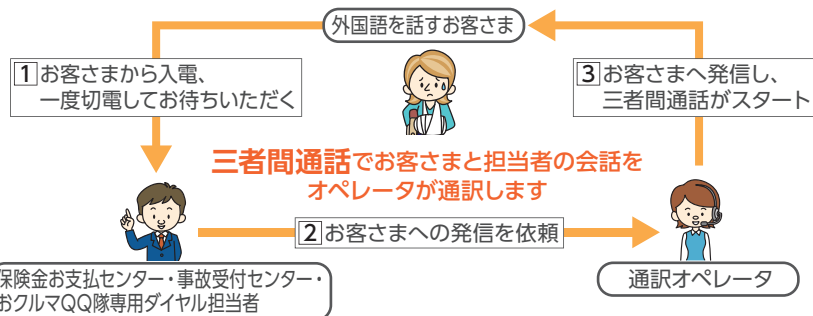 外国語を話すお客さま
1 お客さまから入電、
一度切電してお待ちいただく
3 お客さまへ発信し、
三者間通話がスタート
三者間通話でお客さまと担当者の会話を
オペレータが通訳します
2 お客さまへの発信を依頼
保険金お支払センター・事故受付センター・
おクルマQQ隊専用ダイヤル担当者
通訳オペレータ